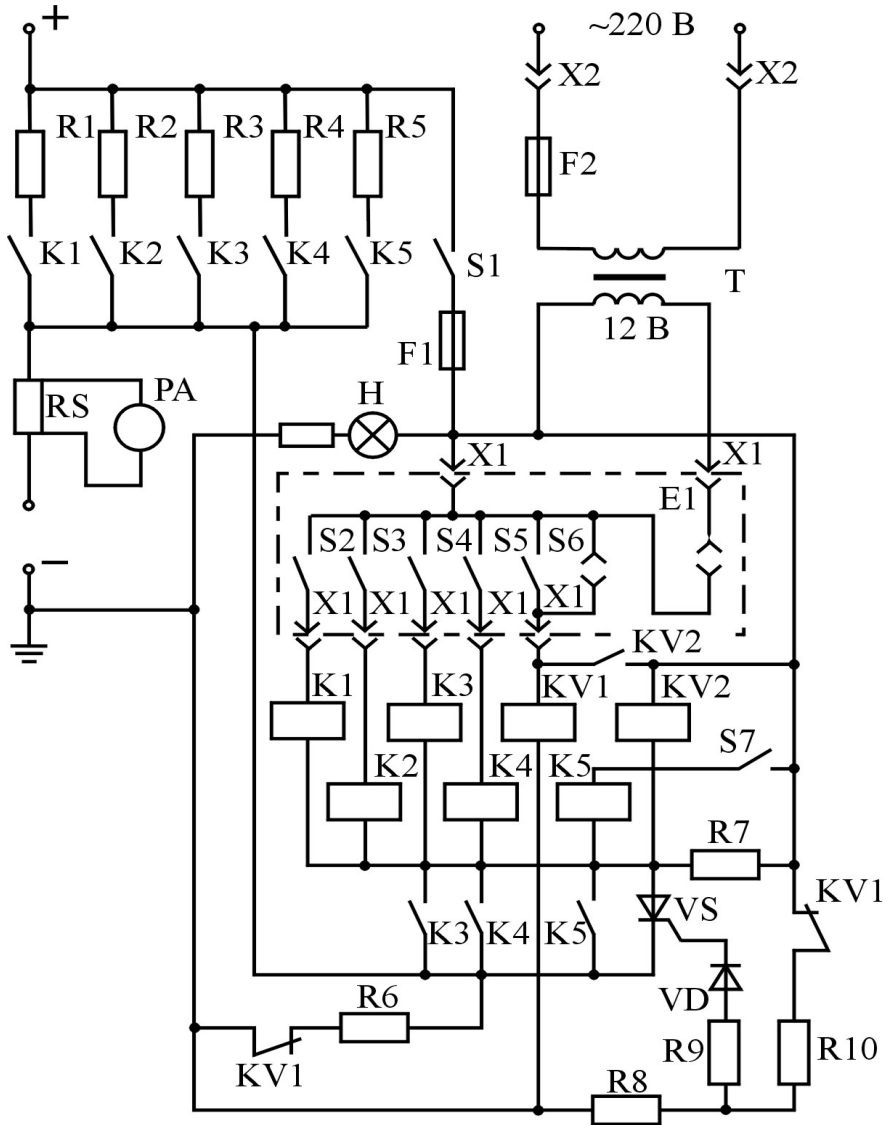 + ~220 В
X2 X2
R1 R2 R3 R4 R5
F2
K1 K2 K3 K4 K5 S1
T
12 В
F1
RS PA H
X1 X1
E1
S2 S3 S4 S5 S6
X1 X1 X1 X1 X1
−
KV2
K1 K3 KV1 KV2
S7
K2 K4 K5
R7
KV1
VS
K3 K4 K5
VD
R6
R9 R10
KV1
R8